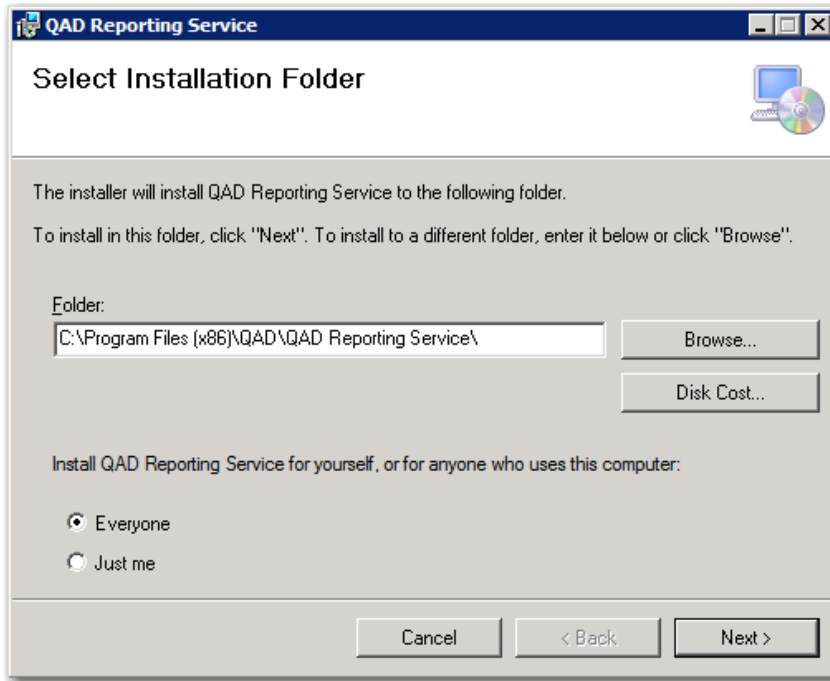 QAD Reporting Service
Select Installation Folder
The installer will install QAD Reporting Service to the following folder.
To install in this folder, click "Next". To install to a different folder, enter it below or click "Browse".
Folder:
C:\Program Files (x86)\QAD\QAD Reporting Service\
Browse...
Disk Cost...
Install QAD Reporting Service for yourself, or for anyone who uses this computer:
Everyone
Just me
Cancel
< Back
Next >